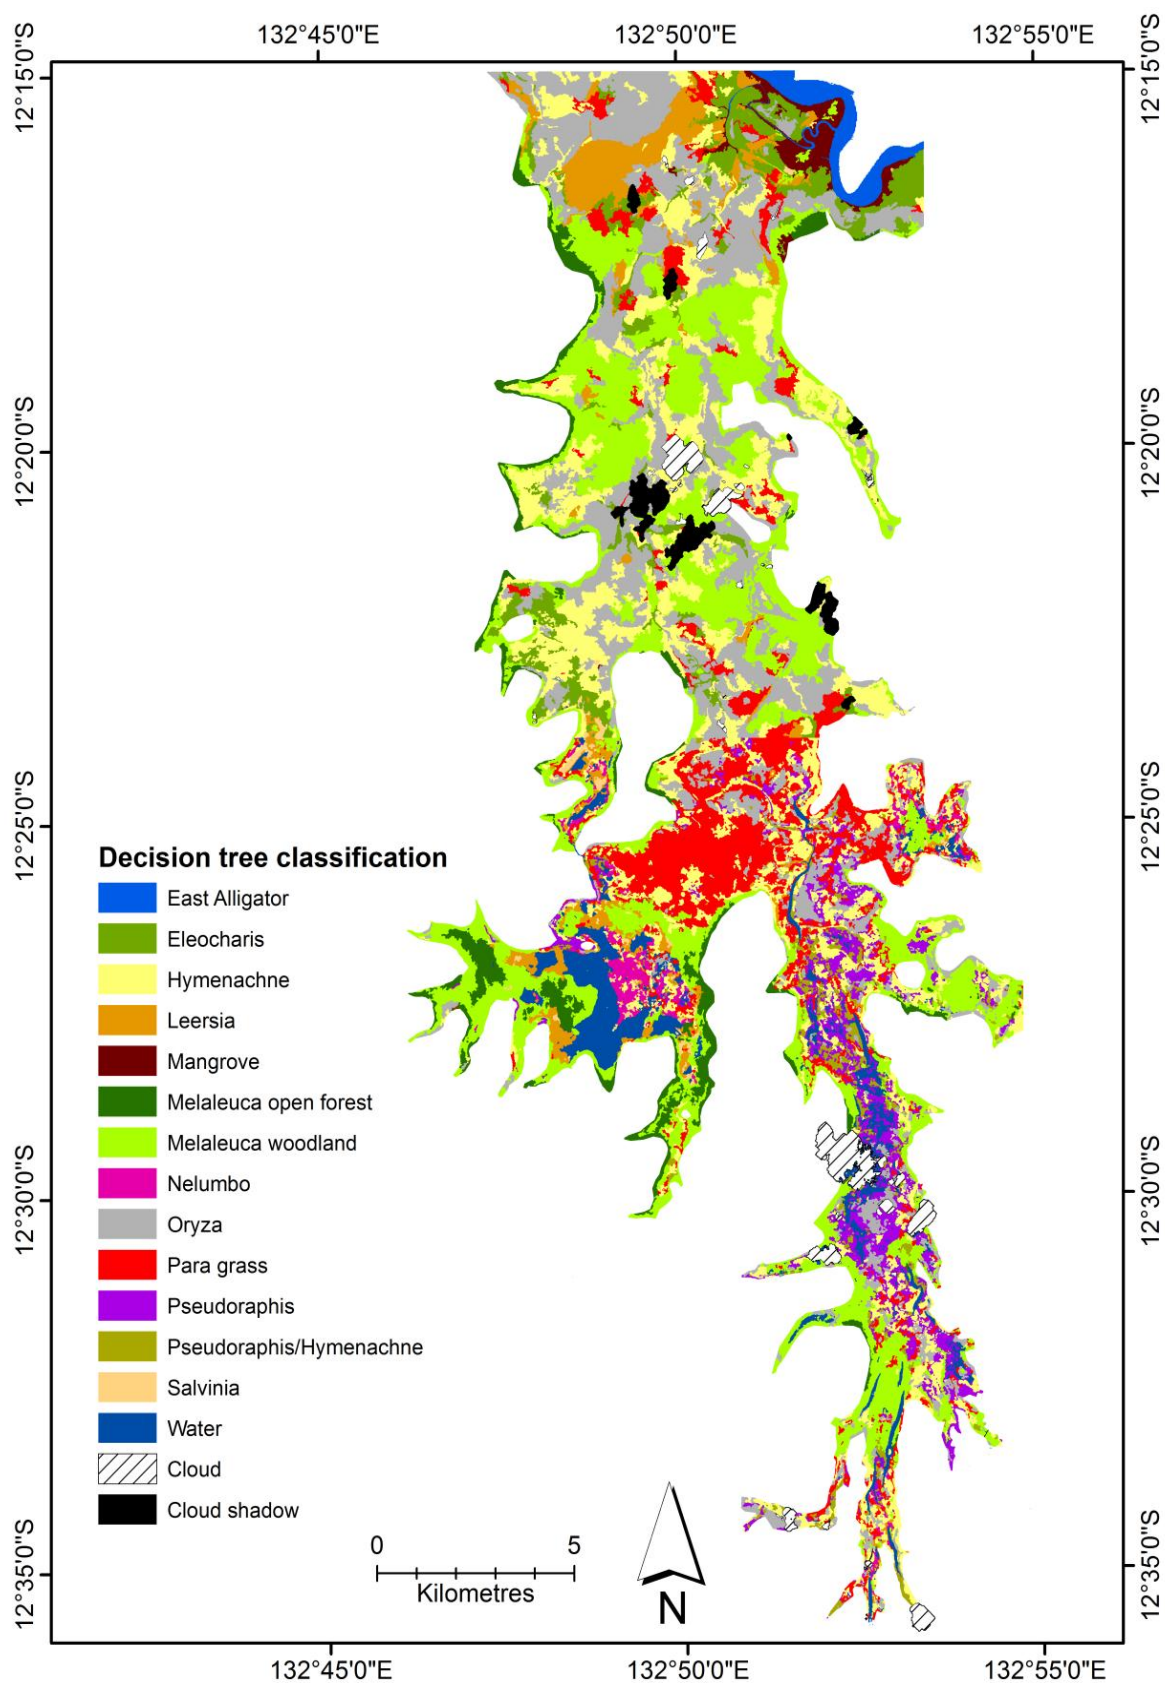 132°45'0"E 132°50'0"E 132°55'0"E
12°15'0"S 12°15'0"S
12°20'0"S 12°20'0"S
12°25'0"S 12°25'0"S
Decision tree classification
East Alligator
Eleocharis
Hymenachne
Leersia
Mangrove
Melaleuca open forest
Melaleuca woodland
Nelumbo
12°30'0"S 12°30'0"S
Oryza
Para grass
Pseudoraphis
Pseudoraphis/Hymenachne
Salvinia
Water
Cloud
Cloud shadow
0 5
Kilometres
N
12°35'0"S 12°35'0"S
132°45'0"E 132°50'0"E 132°55'0"E